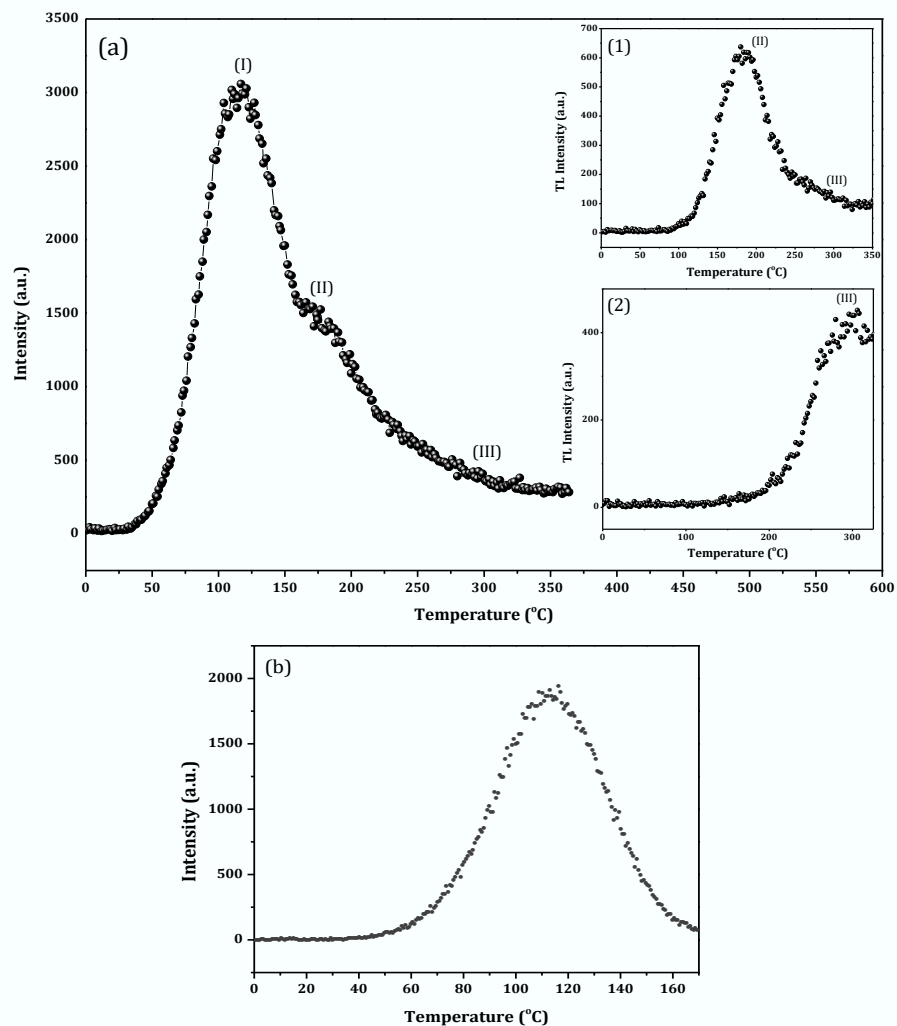 (a)
3500
3000
2500
2000
1500
1000
500
0
Intensity (a.u.)
(I)
(II)
(III)
0 50 100 150 200 250 300 350 400 450 500 550 600
Temperature (°C)
(1)
700
600
500
400
300
200
100
0
TL Intensity (a.u.)
(II)
(III)
0 50 100 150 200 250 300 350
Temperature (°C)
(2)
400
200
0
TL Intensity (a.u.)
(III)
0 100 200 300
Temperature (°C)
(b)
2000
1500
1000
500
0
Intensity (a.u.)
0 20 40 60 80 100 120 140 160
Temperature (°C)